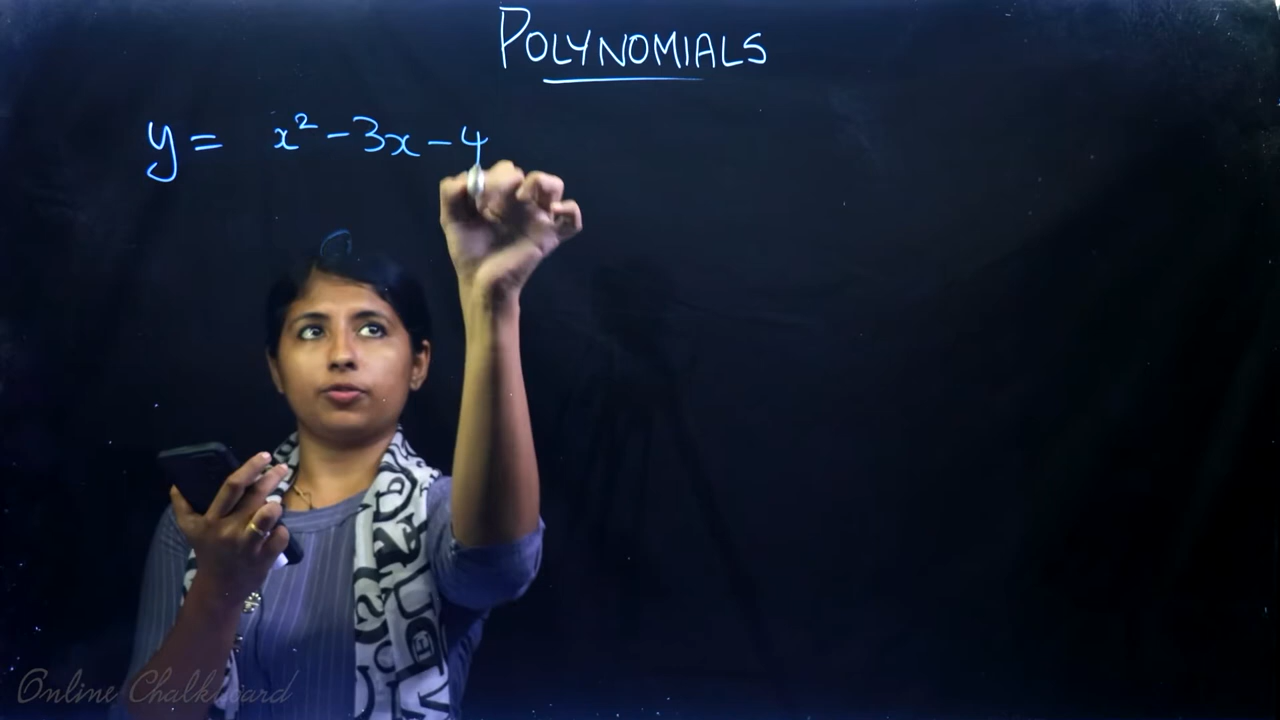 POLYNOMIALS
y = x² - 3x - 4
Online Chalkboard